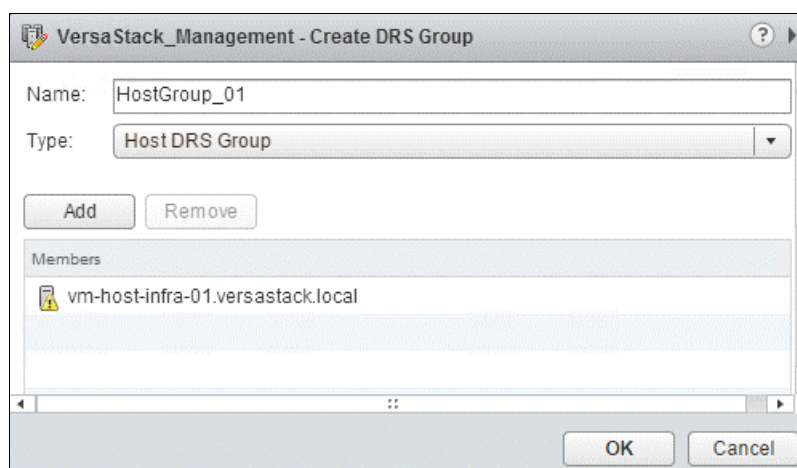 VersaStack_Management - Create DRS Group
?
Name: HostGroup_01
Type: Host DRS Group
Add Remove
Members
vm-host-infra-01.versastack.local
OK Cancel